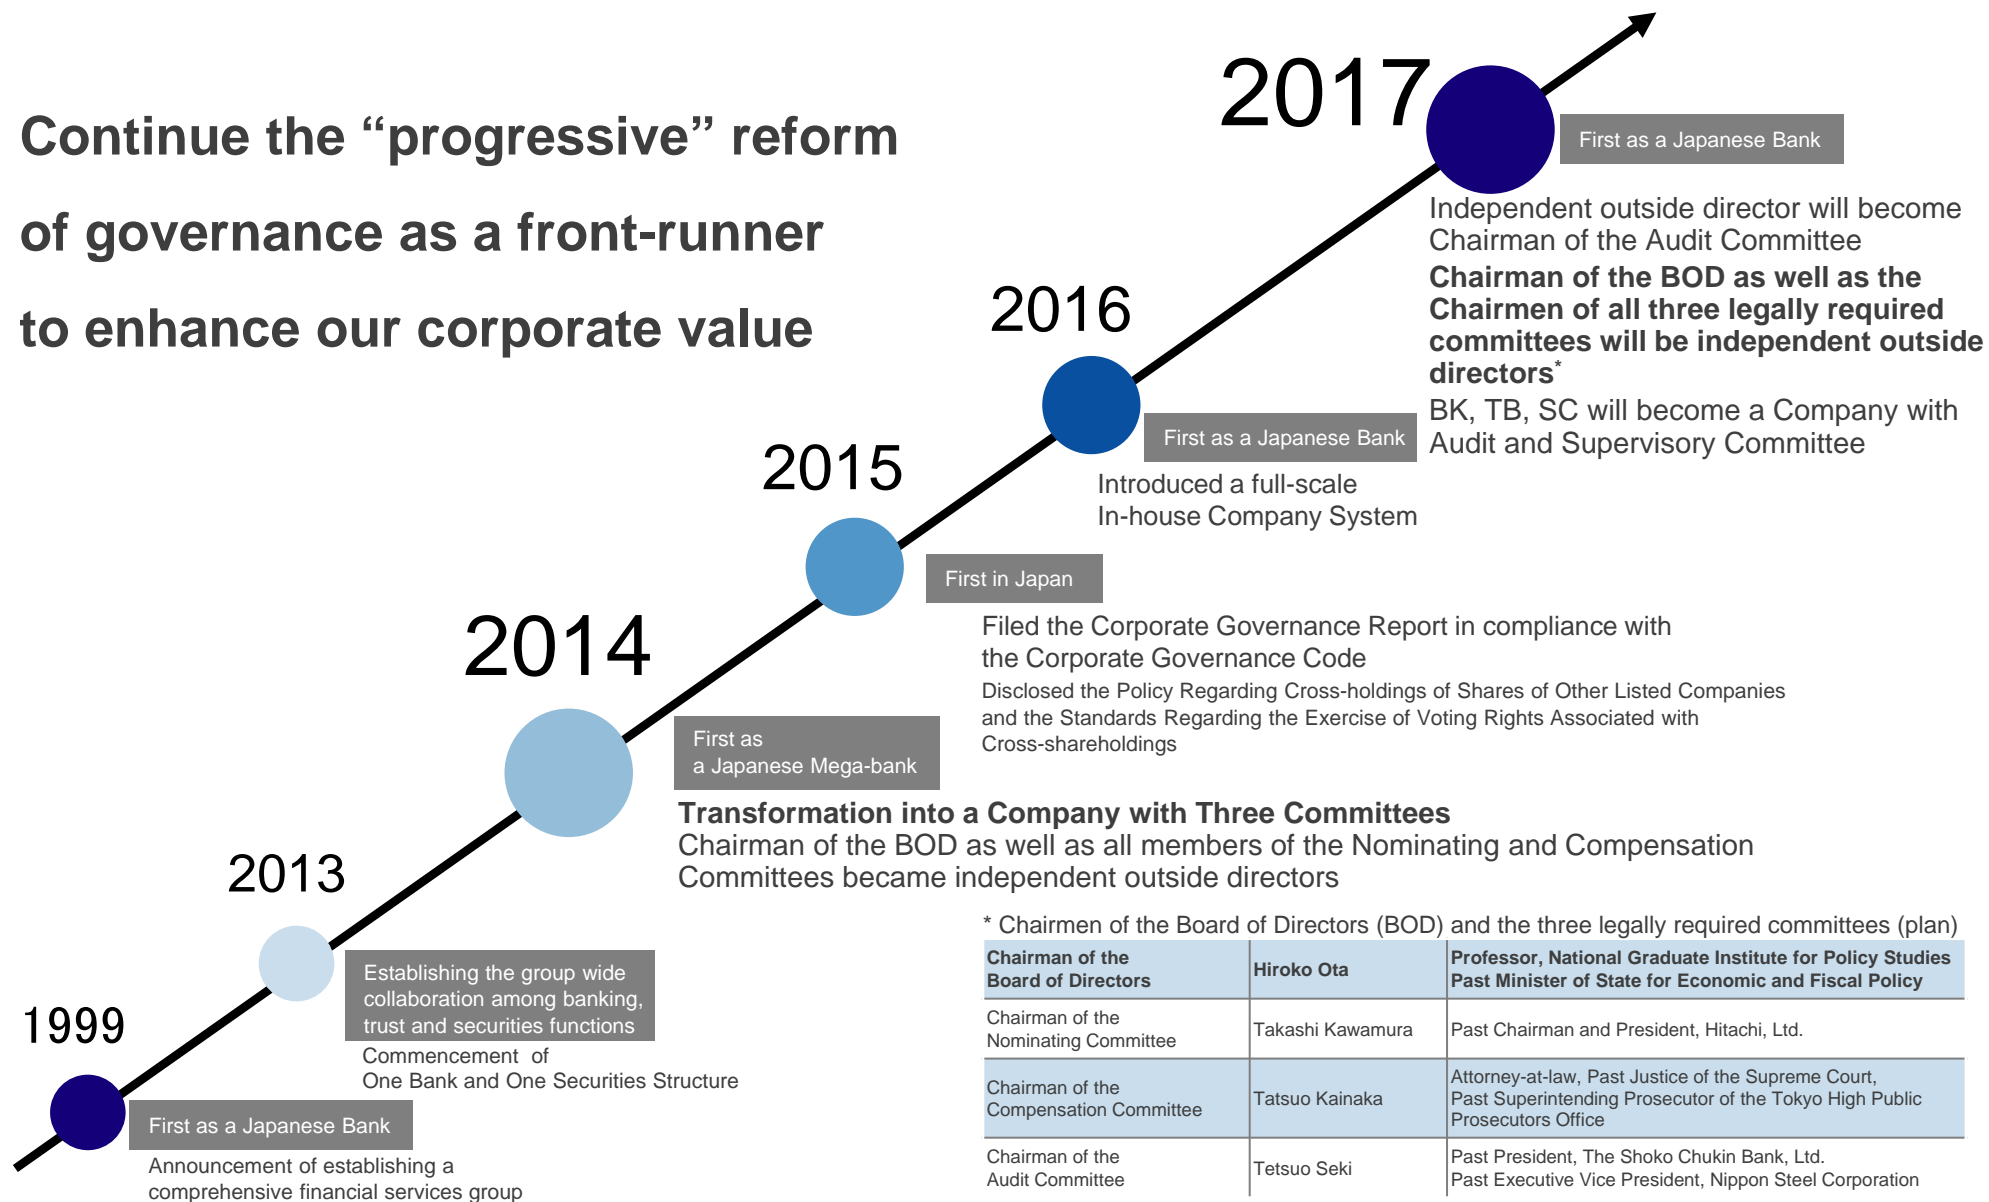 Continue the “progressive” reform
of governance as a front-runner
to enhance our corporate value
2017
First as a Japanese Bank
Independent outside director will become
Chairman of the Audit Committee
Chairman of the BOD as well as the
Chairmen of all three legally required
committees will be independent outside
directors*
BK, TB, SC will become a Company with
Audit and Supervisory Committee
2016
First as a Japanese Bank
Introduced a full-scale
In-house Company System
2015
First in Japan
Filed the Corporate Governance Report in compliance with
the Corporate Governance Code
Disclosed the Policy Regarding Cross-holdings of Shares of Other Listed Companies
and the Standards Regarding the Exercise of Voting Rights Associated with
Cross-shareholdings
2014
First as
a Japanese Mega-bank
Transformation into a Company with Three Committees
Chairman of the BOD as well as all members of the Nominating and Compensation
Committees became independent outside directors
2013
Establishing the group wide
collaboration among banking,
trust and securities functions
Commencement of
One Bank and One Securities Structure
1999
First as a Japanese Bank
Announcement of establishing a
comprehensive financial services group
* Chairmen of the Board of Directors (BOD) and the three legally required committees (plan)
Chairman of the
Board of Directors
Hiroko Ota
Professor, National Graduate Institute for Policy Studies
Past Minister of State for Economic and Fiscal Policy
Chairman of the
Nominating Committee
Takashi Kawamura
Past Chairman and President, Hitachi, Ltd.
Chairman of the
Compensation Committee
Tatsuo Kainaka
Attorney-at-law, Past Justice of the Supreme Court,
Past Superintending Prosecutor of the Tokyo High Public
Prosecutors Office
Chairman of the
Audit Committee
Tetsuo Seki
Past President, The Shoko Chukin Bank, Ltd.
Past Executive Vice President, Nippon Steel Corporation